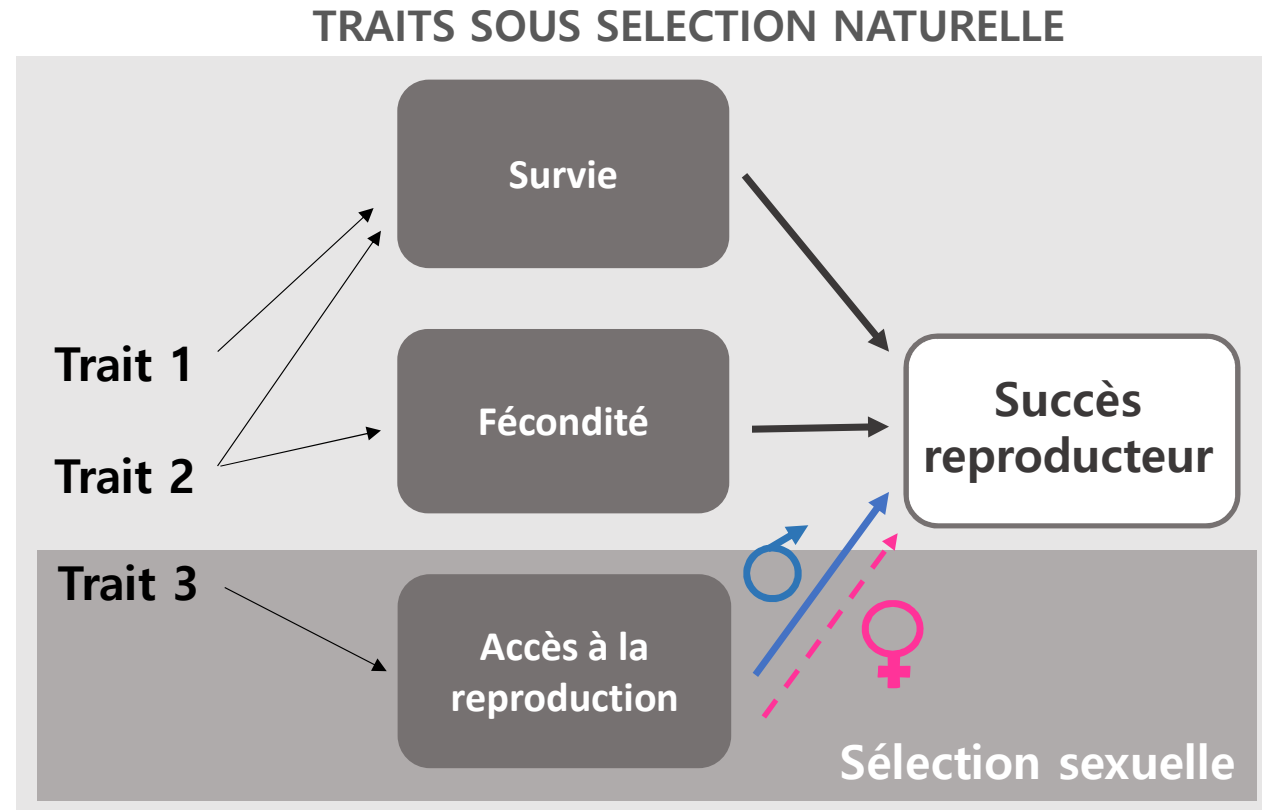 TRAITS SOUS SELECTION NATURELLE
Survie
Trait 1
Fécondité
Succès
reproducteur
Trait 2
Trait 3
Accès à la
reproduction
Sélection sexuelle